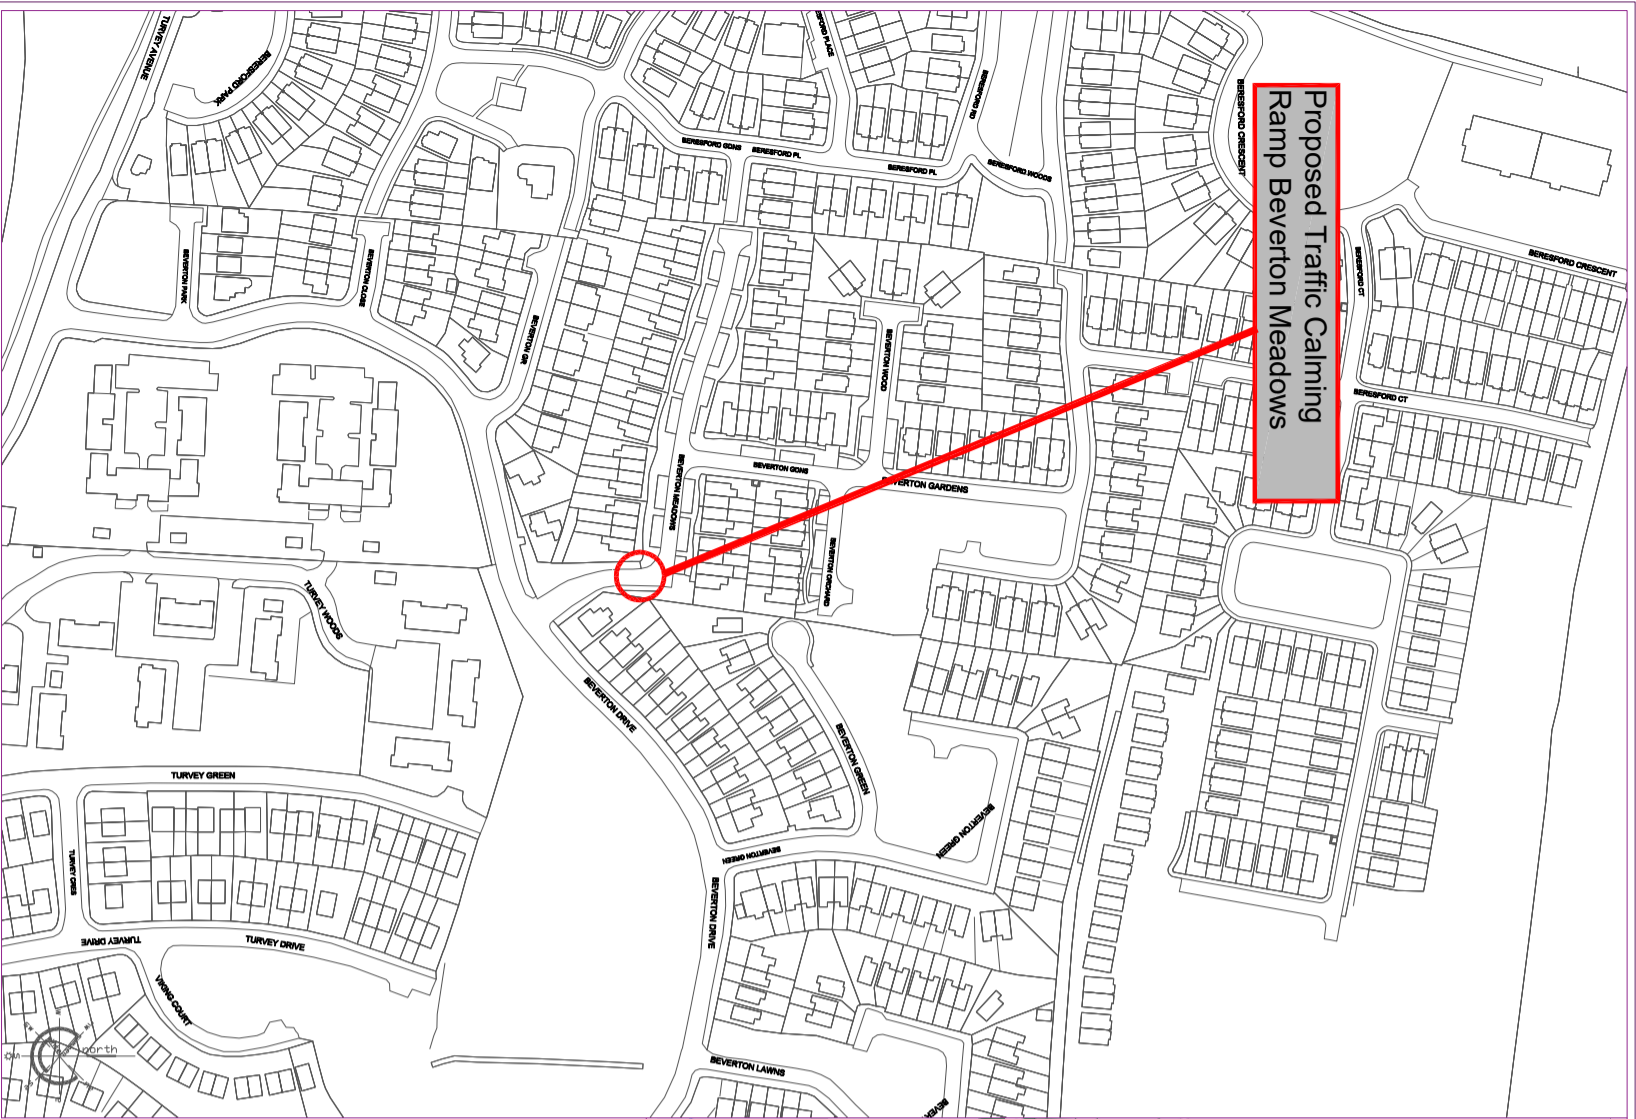 TURVEY AVENUE
BERESFORD PARK
BERESFORD RD
BERESFORD CRESCENT
Proposed Traffic Calming
Ramp Beverton Meadows
BERESFORD GDNS
BERESFORD PL
BERESFORD PL
BERESFORD WOODS
BERESFORD CT
BERESFORD CRESCENT
BEVERTON PARK
BEVERTON CLOSE
BEVERTON GR
BEVERTON WOOD
BERESFORD CT
BEVERTON MEADOWS
BEVERTON GDNS
BEVERTON GARDENS
BEVERTON ORCHARD
TURVEY WOODS
BEVERTON DRIVE
BEVERTON GREEN
TURVEY GREEN
BEVERTON GREEN
TURVEY CRES
BEVERTON GREEN
BEVERTON DRIVE
TURVEY DRIVE
TURVEY DRIVE
VIKING COURT
north
BEVERTON LAWNS